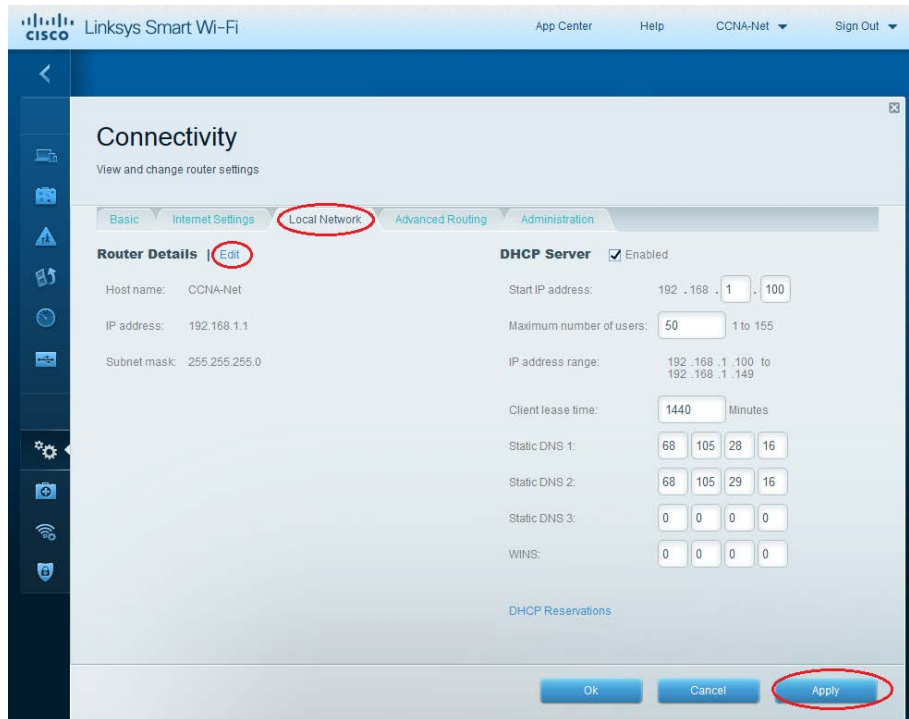 cisco Linksys Smart Wi-Fi App Center Help CCNA-Net Sign Out
Connectivity
View and change router settings
Basic Internet Settings Local Network Advanced Routing Administration
Router Details | Edit
Host name: CCNA-Net
IP address: 192.168.1.1
Subnet mask: 255.255.255.0
DHCP Server Enabled
Start IP address: 192 . 168 . 1 . 100
Maximum number of users: 50 1 to 155
IP address range: 192 .168 .1 .100 to
192 .168 .1 .149
Client lease time: 1440 Minutes
Static DNS 1: 68 105 28 16
Static DNS 2: 68 105 29 16
Static DNS 3: 0 0 0 0
WINS: 0 0 0 0
DHCP Reservations
Ok Cancel Apply